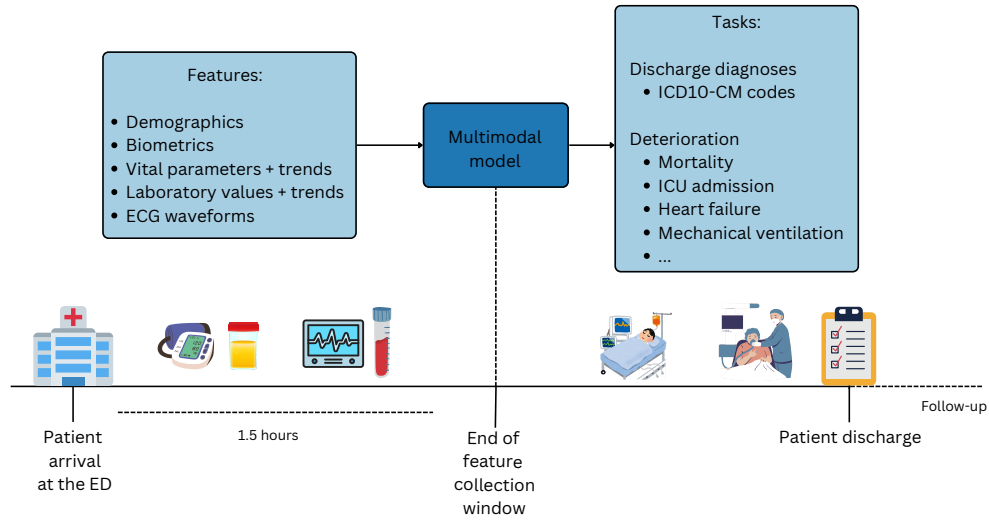 Features:
• Demographics
• Biometrics
• Vital parameters + trends
• Laboratory values + trends
• ECG waveforms
Multimodal
model
Tasks:
Discharge diagnoses
• ICD10-CM codes
Deterioration
• Mortality
• ICU admission
• Heart failure
• Mechanical ventilation
• ...
Patient
arrival
at the ED
1.5 hours
End of
feature
collection
window
Patient discharge
Follow-up